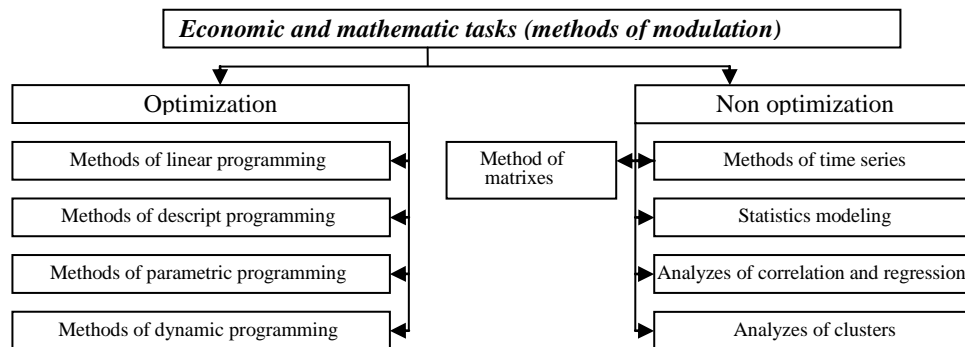 Economic and mathematic tasks (methods of modulation)
Optimization
Non optimization
Methods of linear programming
Methods of descript programming
Methods of parametric programming
Methods of dynamic programming
Method of
matrixes
Methods of time series
Statistics modeling
Analyzes of correlation and regression
Analyzes of clusters